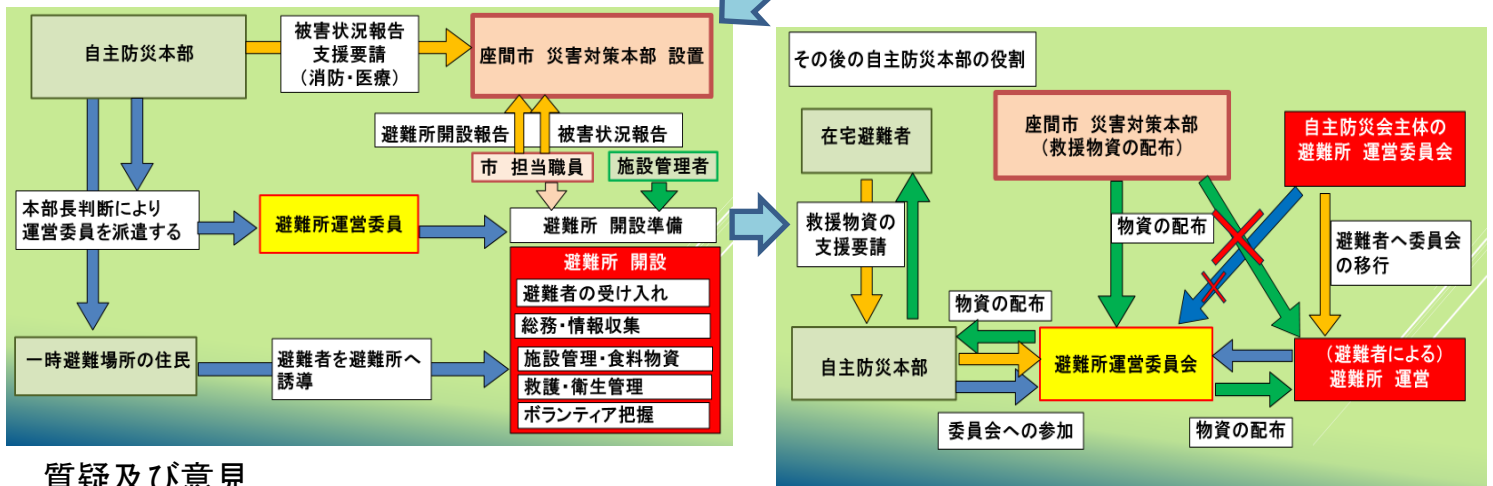 自主防災本部
被害状況報告
支援要請
(消防・医療)
座間市 災害対策本部 設置
避難所開設報告
被害状況報告
市 担当職員
施設管理者
本部長判断により
運営委員を派遣する
避難所運営委員
避難所 開設準備
避難所 開設
避難者の受け入れ
総務・情報収集
施設管理・食料物資
救護・衛生管理
ボランティア把握
一時避難場所の住民
避難者を避難所へ
誘導
その後の自主防災本部の役割
在宅避難者
座間市 災害対策本部
(救援物資の配布)
自主防災会主体の
避難所 運営委員会
救援物資の
支援要請
物資の配布
避難者へ委員会
の移行
物資の配布
自主防災本部
避難所運営委員会
(避難者による)
避難所 運営
委員会への参加
物資の配布
質疑及び意見